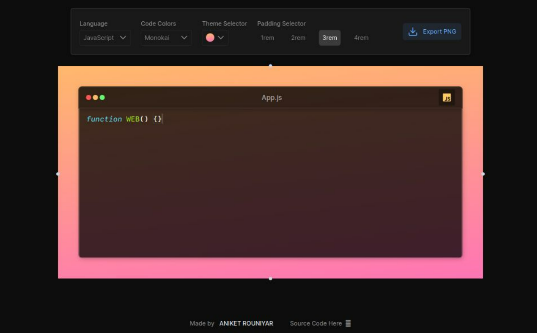 Language Code Colors Theme Selector Padding Selector
JavaScript Monokai 1rem 2rem 3rem 4rem Export PNG
App.js JS
function WEB() {}
Made by ANIKET ROUNIYAR Source Code Here